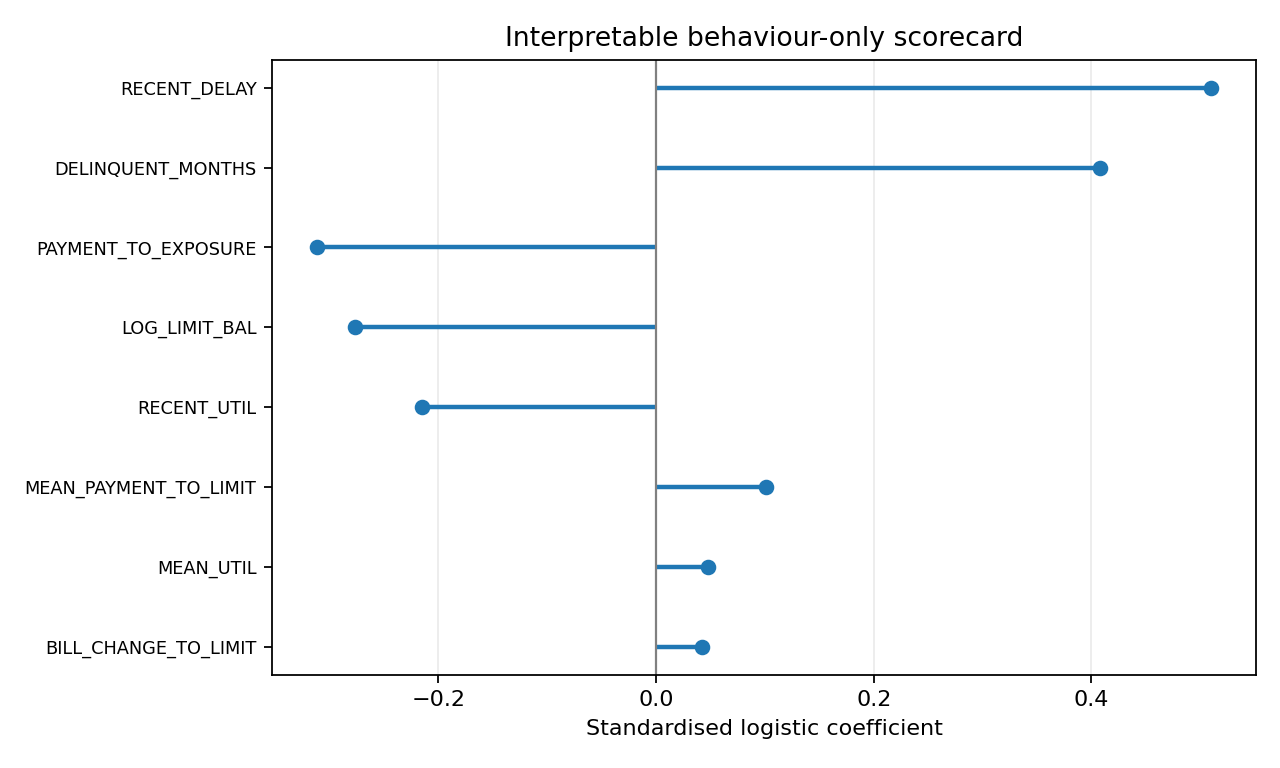 Interpretable behaviour-only scorecard
RECENT_DELAY
DELINQUENT_MONTHS
PAYMENT_TO_EXPOSURE
LOG_LIMIT_BAL
RECENT_UTIL
MEAN_PAYMENT_TO_LIMIT
MEAN_UTIL
BILL_CHANGE_TO_LIMIT
−0.2 0.0 0.2 0.4
Standardised logistic coefficient